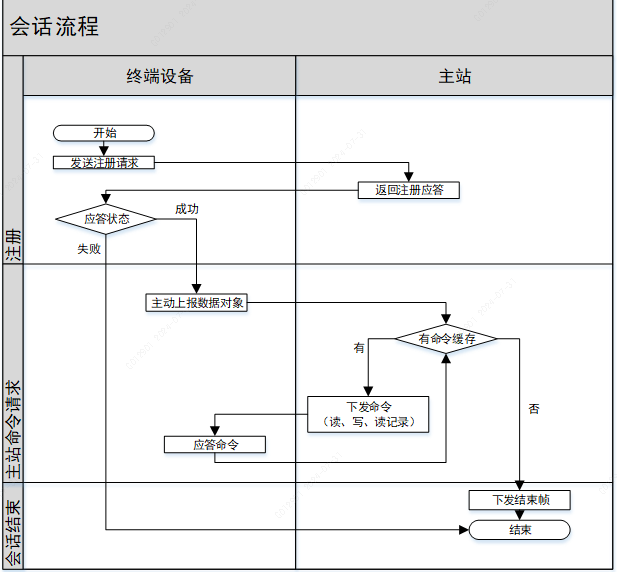 会话流程
终端设备
主站
注册
开始
发送注册请求
返回注册应答
应答状态
成功
失败
主站命令请求
主动上报数据对象
有命令缓存
有
否
下发命令
（读、写、读记录）
应答命令
会话结束
下发结束帧
结束